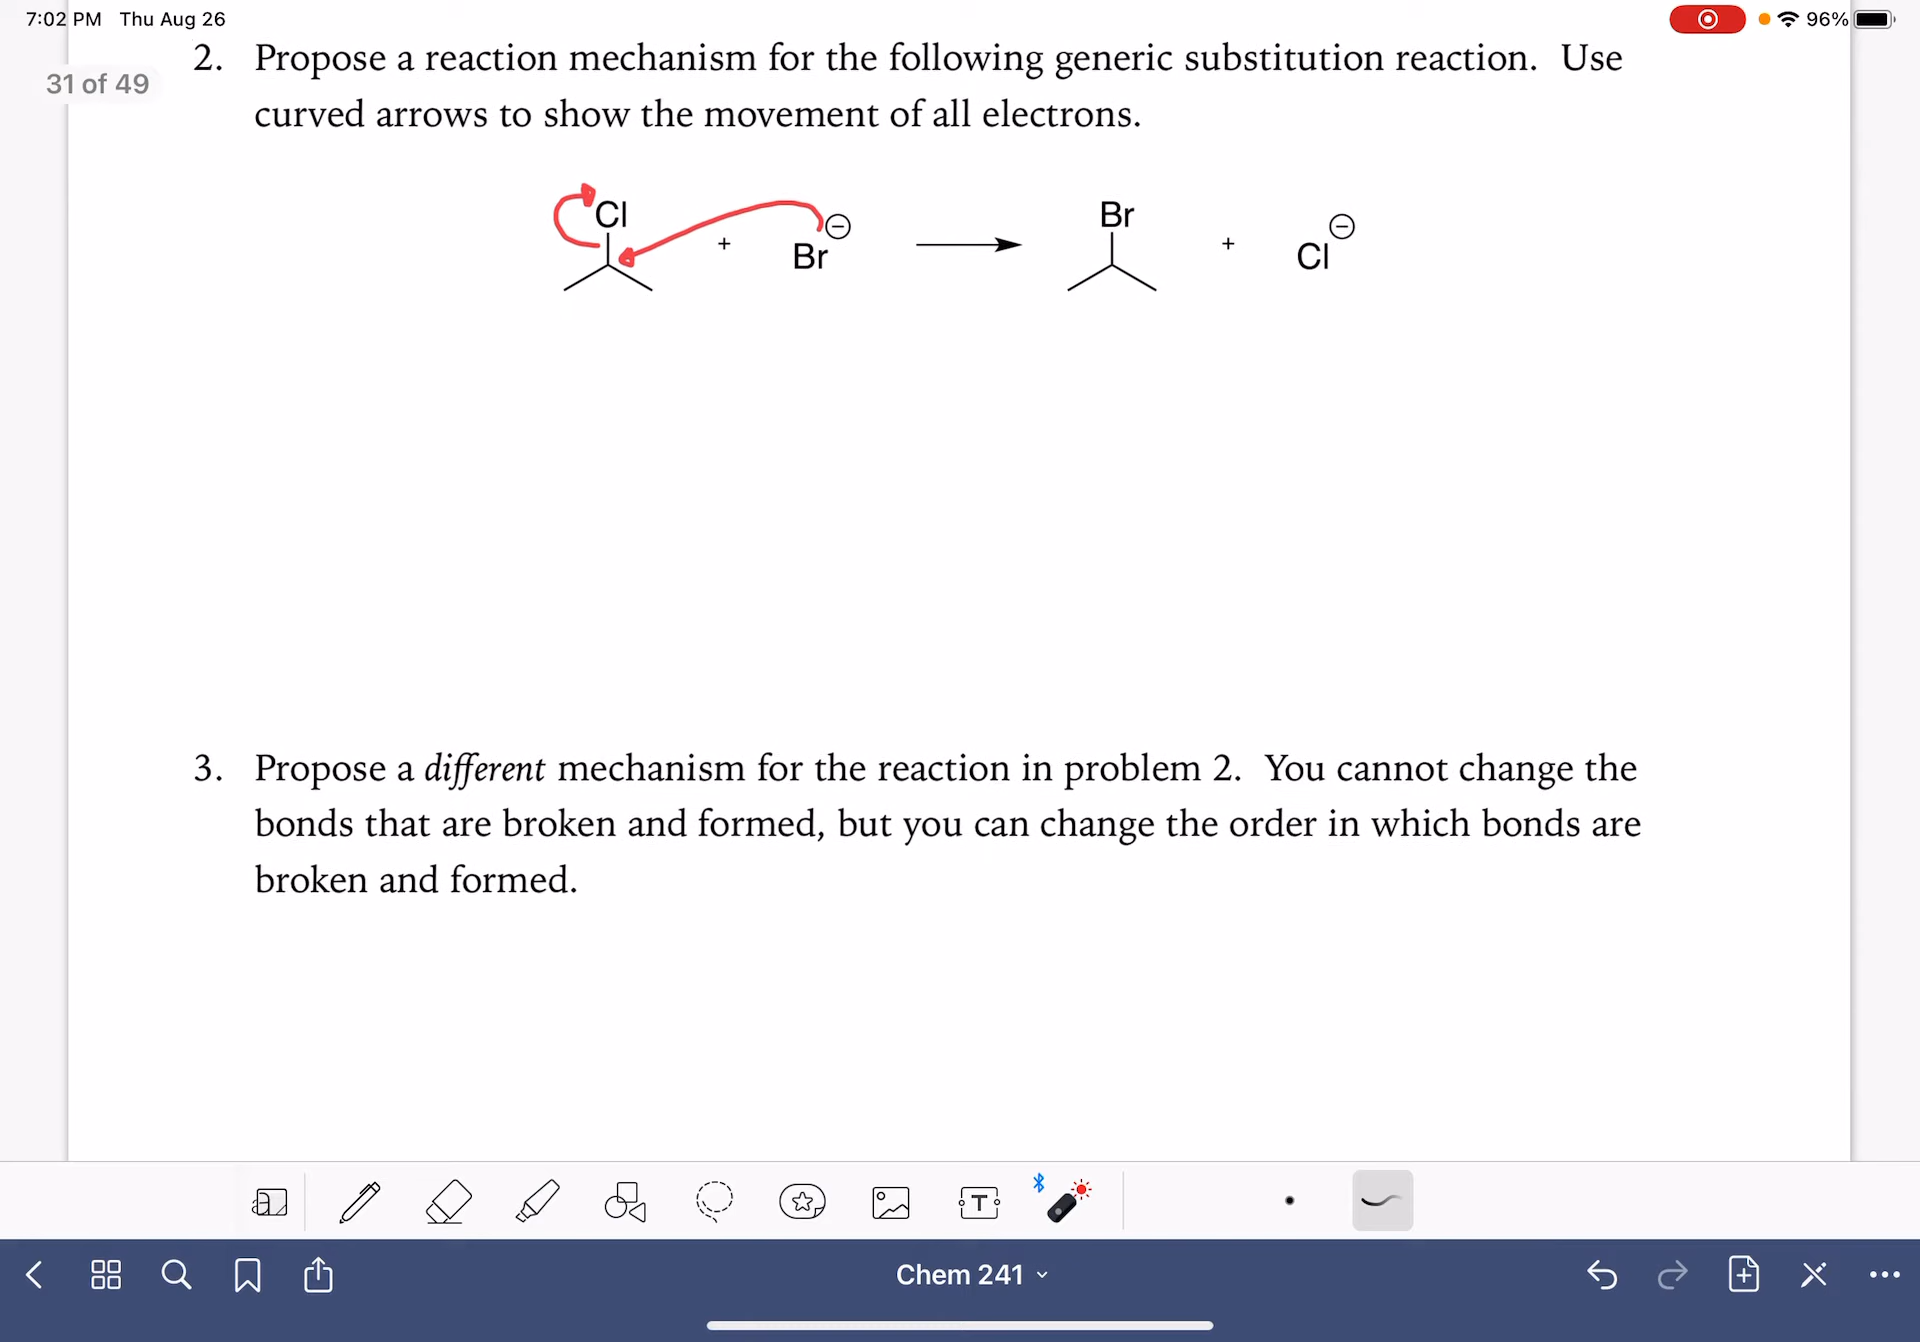 7:02 PM Thu Aug 26
96%
31 of 49
2. Propose a reaction mechanism for the following generic substitution reaction. Use
curved arrows to show the movement of all electrons.
Cl + Br ⊖ Br + Cl ⊖
3. Propose a different mechanism for the reaction in problem 2. You cannot change the
bonds that are broken and formed, but you can change the order in which bonds are
broken and formed.
a
T
Chem 241